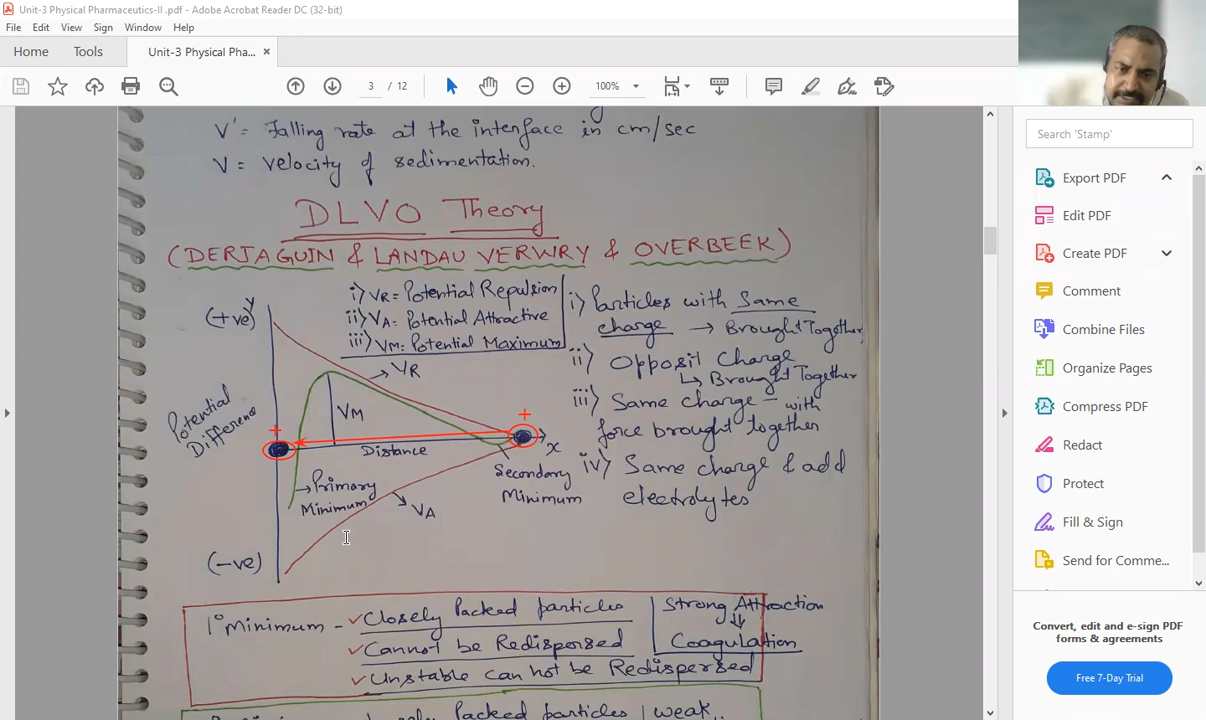 Unit-3 Physical Pharmaceutics-II .pdf - Adobe Acrobat Reader DC (32-bit)
File Edit View Sign Window Help
Home Tools Unit-3 Physical Pha... ×
3 / 12 100%
V' = Falling rate at the interface in cm/sec
V = velocity of sedimentation.
DLVO Theory
(DERJAGUIN & LANDAU VERWRY & OVERBEEK)
y
(+ve)
i) VR = Potential Repulsion
ii) VA = Potential Attractive
iii) VM = Potential Maximum
VR
VM
Potential
Difference
+
+
Distance
x
Primary
Minimum
VA
Secondary
Minimum
(-ve)
i) Particles with Same
charge → Brought Together
ii) Opposit Charge
↳ Brought Together
iii) Same charge - with
force brought together
iv) Same charge & add
electrolytes
1° Minimum - ✓ Closely Packed particles
✓ Cannot be Redispersed
✓ Unstable can not be Redispersed
Strong Attraction
⇓
Coagulation
Packed particles | weak
Search 'Stamp'
Export PDF
Edit PDF
Create PDF
Comment
Combine Files
Organize Pages
Compress PDF
Redact
Protect
Fill & Sign
Send for Comme...
Convert, edit and e-sign PDF
forms & agreements
Free 7-Day Trial